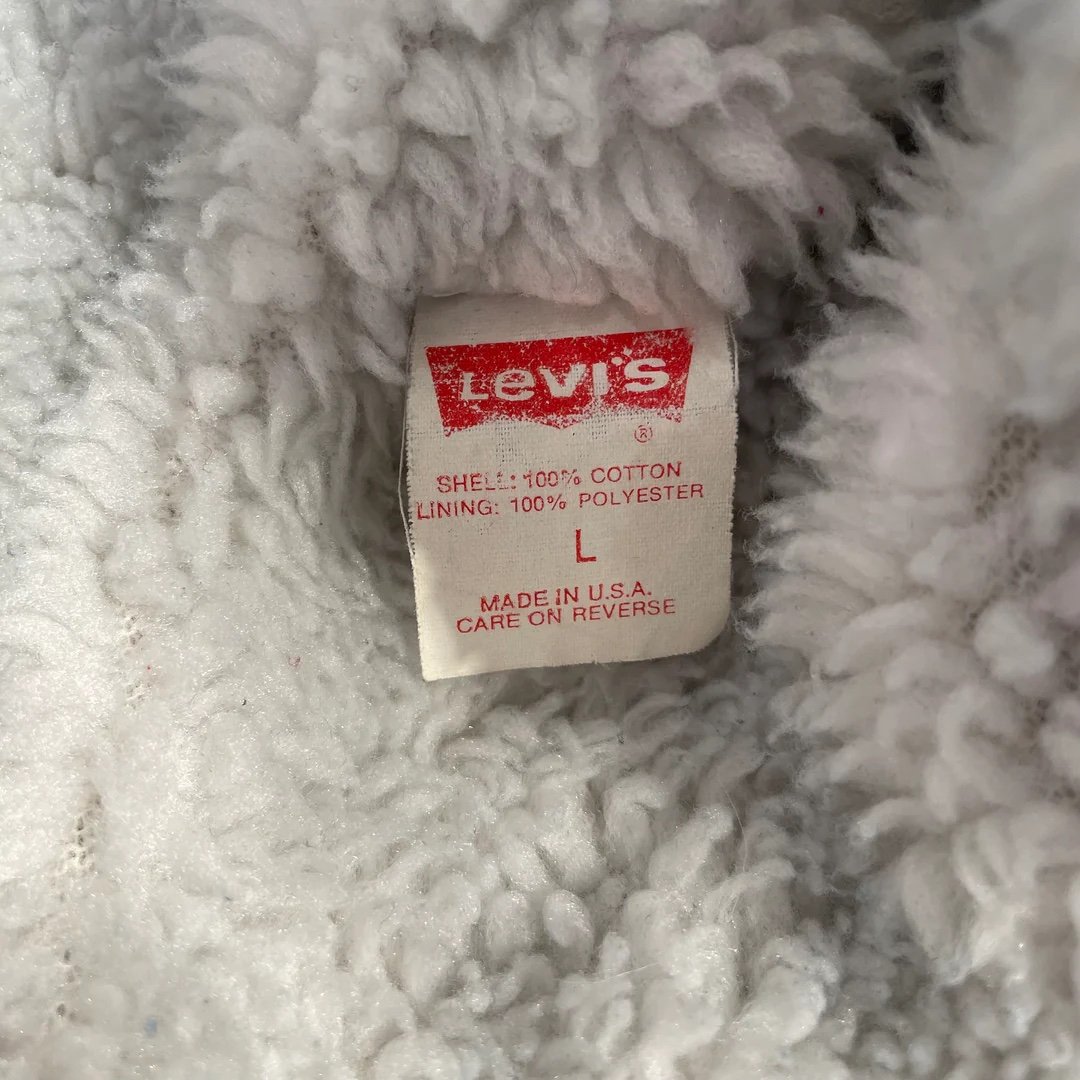 LeVI'S
®
SHELL: 100% COTTON
LINING: 100% POLYESTER
L
MADE IN U.S.A.
CARE ON REVERSE